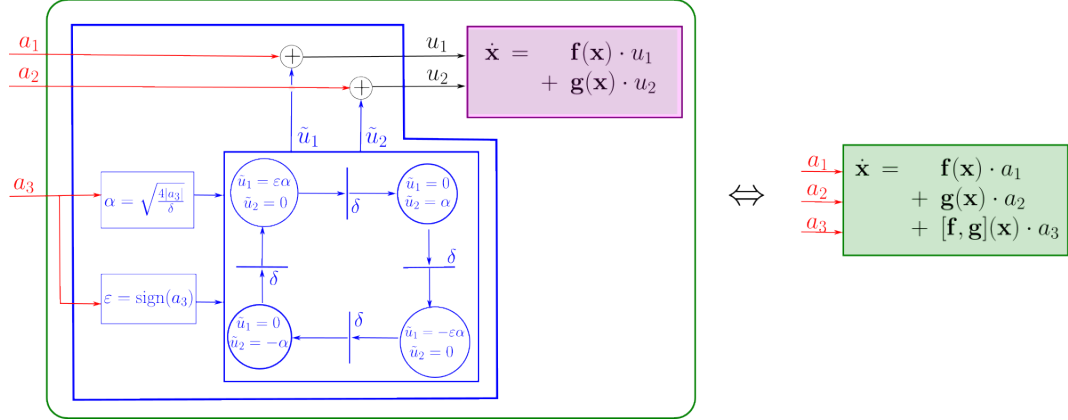 a₁
a₂
a₃
+
+
u₁
u₂
ẋ = f(x) · u₁
+ g(x) · u₂
ũ₁
ũ₂
α = √(4|a₃|/δ)
ε = sign(a₃)
ũ₁ = εα
ũ₂ = 0
δ
ũ₁ = 0
ũ₂ = α
δ
ũ₁ = −εα
ũ₂ = 0
δ
ũ₁ = 0
ũ₂ = −α
δ
⇔
a₁
a₂
a₃
ẋ = f(x) · a₁
+ g(x) · a₂
+ [f, g](x) · a₃